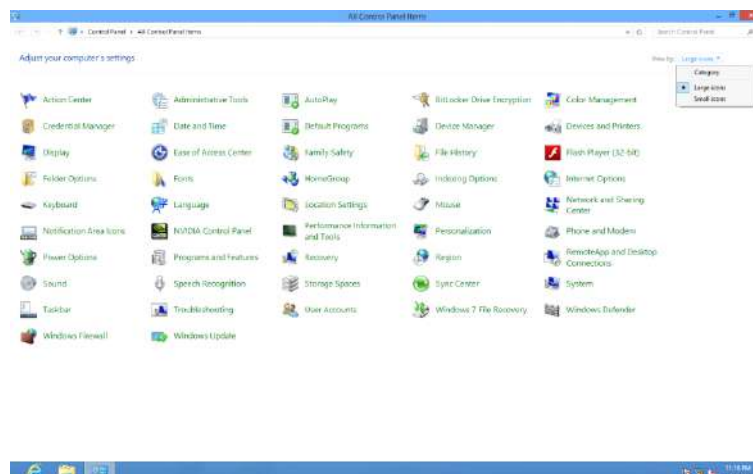 All Control Panel Items
Control Panel ▸ All Control Panel Items
Search Control Panel
Adjust your computer's settings
View by: Large icons
Category
Large icons
Small icons
Action Center
Administrative Tools
AutoPlay
BitLocker Drive Encryption
Color Management
Credential Manager
Date and Time
Default Programs
Device Manager
Devices and Printers
Display
Ease of Access Center
Family Safety
File History
Flash Player (32-bit)
Folder Options
Fonts
HomeGroup
Indexing Options
Internet Options
Keyboard
Language
Location Settings
Mouse
Network and Sharing
Center
Notification Area Icons
NVIDIA Control Panel
Performance Information
and Tools
Personalization
Phone and Modem
Power Options
Programs and Features
Recovery
Region
RemoteApp and Desktop
Connections
Sound
Speech Recognition
Storage Spaces
Sync Center
System
Taskbar
Troubleshooting
User Accounts
Windows 7 File Recovery
Windows Defender
Windows Firewall
Windows Update